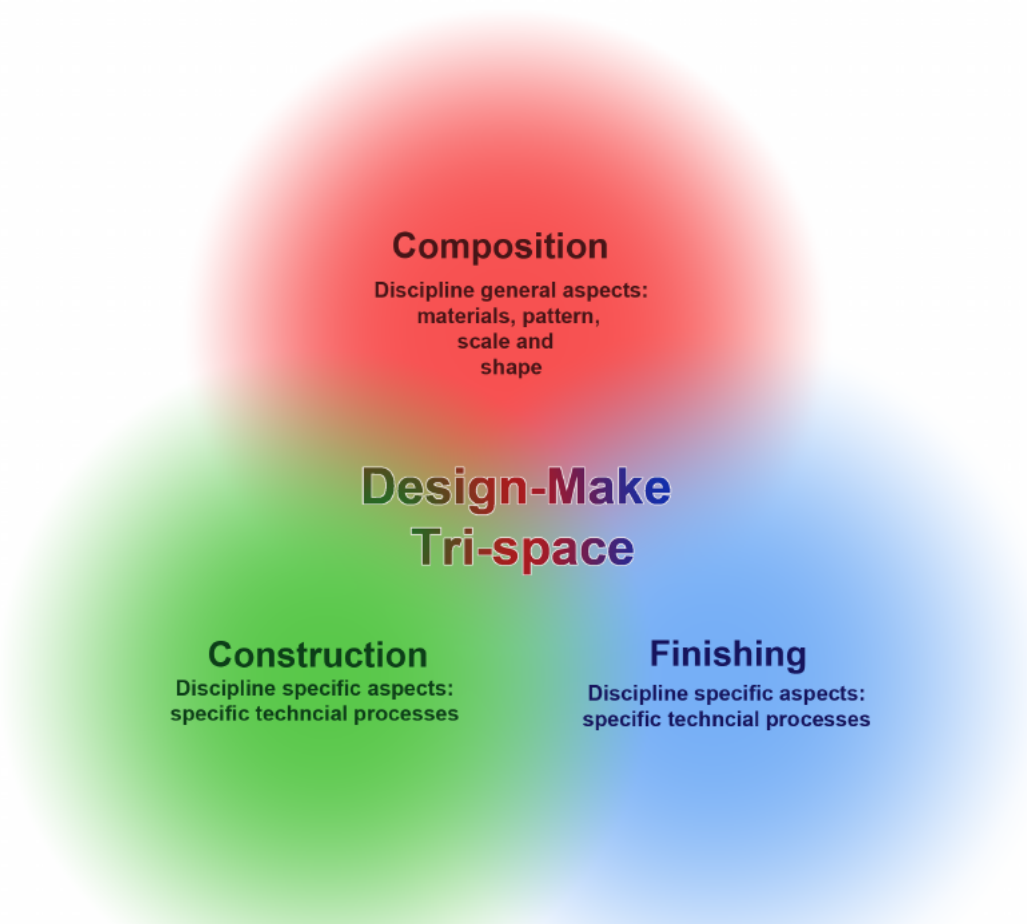 Composition
Discipline general aspects:
materials, pattern,
scale and
shape
Design-Make
Tri-space
Construction
Discipline specific aspects:
specific techncial processes
Finishing
Discipline specific aspects:
specific techncial processes